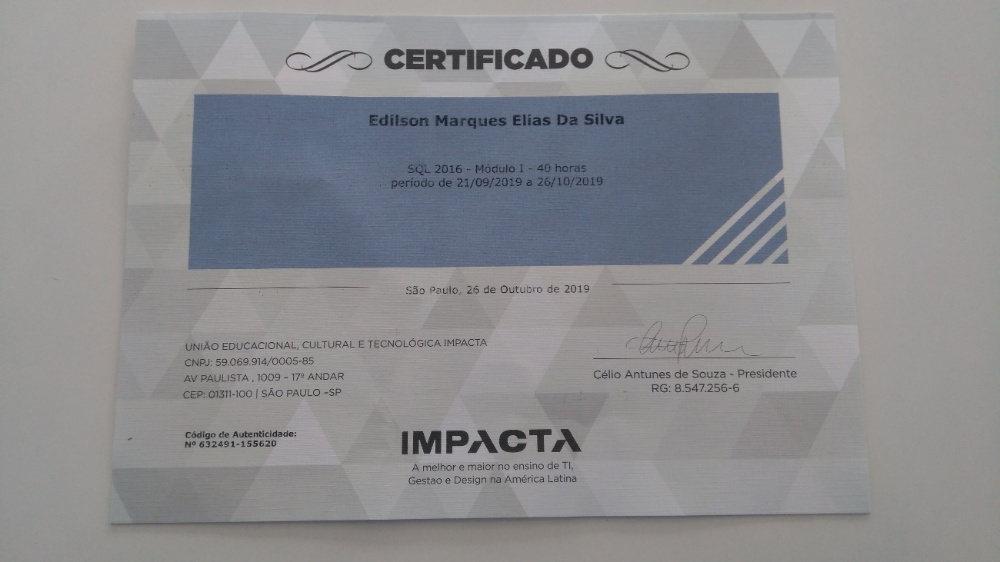 CERTIFICADO
Edilson Marques Elias Da Silva
SQL 2016 - Módulo I - 40 horas
período de 21/09/2019 a 26/10/2019
São Paulo, 26 de Outubro de 2019
UNIÃO EDUCACIONAL, CULTURAL E TECNOLÓGICA IMPACTA
CNPJ: 59.069.914/0005-85
AV PAULISTA , 1009 – 17º ANDAR
CEP: 01311-100 | SÃO PAULO –SP
Célio Antunes de Souza - Presidente
RG: 8.547.256-6
Código de Autenticidade:
Nº 632491-155620
IMPACTA
A melhor e maior no ensino de TI,
Gestao e Design na América Latina